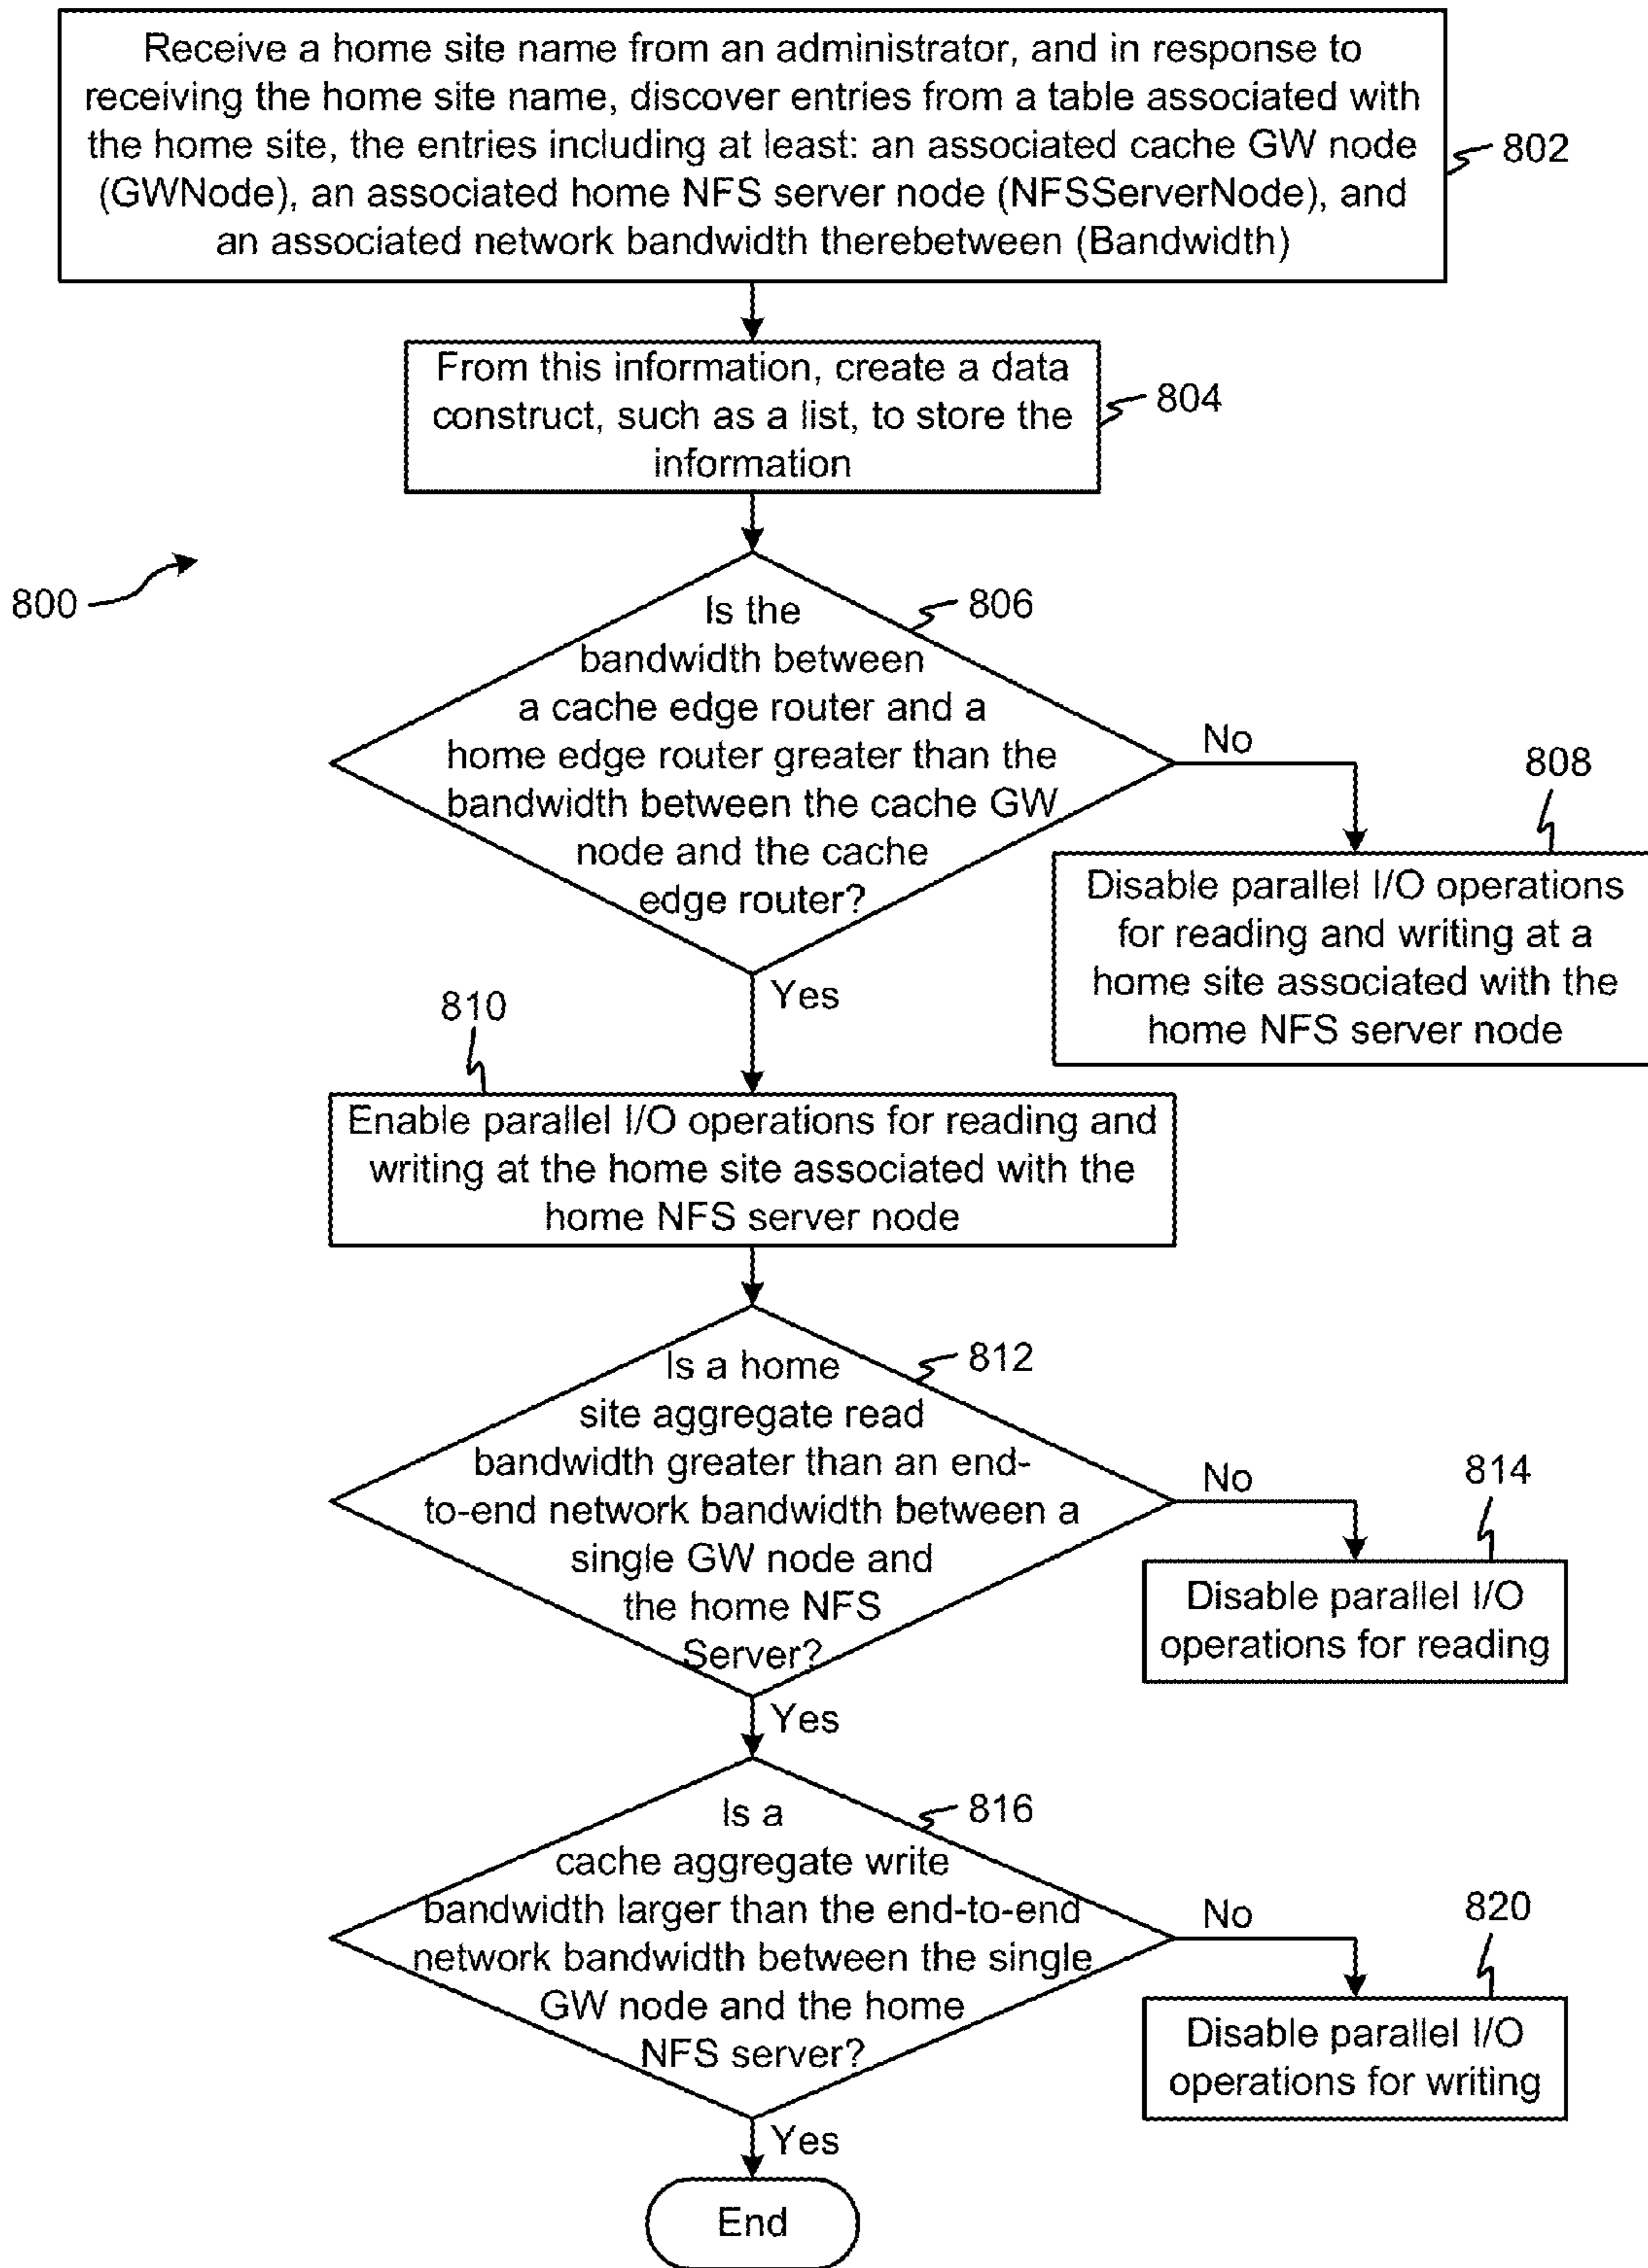 Receive a home site name from an administrator, and in response to
receiving the home site name, discover entries from a table associated with
the home site, the entries including at least: an associated cache GW node
(GWNode), an associated home NFS server node (NFSServerNode), and
an associated network bandwidth therebetween (Bandwidth)
802
From this information, create a data
construct, such as a list, to store the
information
804
800
Is the
bandwidth between
a cache edge router and a
home edge router greater than the
bandwidth between the cache GW
node and the cache
edge router?
806
No
808
Disable parallel I/O operations
for reading and writing at a
home site associated with the
home NFS server node
Yes
810
Enable parallel I/O operations for reading and
writing at the home site associated with the
home NFS server node
Is a home
site aggregate read
bandwidth greater than an end-
to-end network bandwidth between a
single GW node and
the home NFS
Server?
812
No
814
Disable parallel I/O
operations for reading
Yes
Is a
cache aggregate write
bandwidth larger than the end-to-end
network bandwidth between the single
GW node and the home
NFS server?
816
No
820
Disable parallel I/O
operations for writing
Yes
End